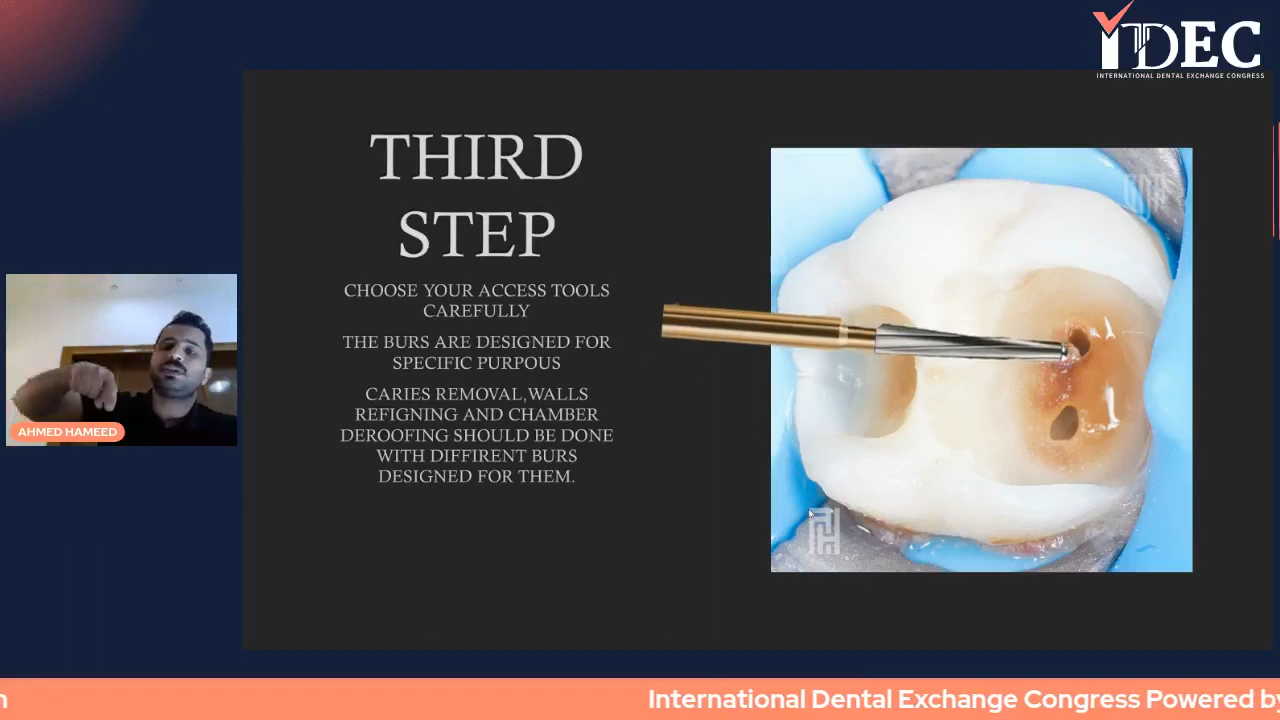 iDEC
INTERNATIONAL DENTAL EXCHANGE CONGRESS
THIRD
STEP
CHOOSE YOUR ACCESS TOOLS
CAREFULLY
THE BURS ARE DESIGNED FOR
SPECIFIC PURPOUS
CARIES REMOVAL,WALLS
REFIGNING AND CHAMBER
DEROOFING SHOULD BE DONE
WITH DIFFIRENT BURS
DESIGNED FOR THEM.
AHMED HAMEED
International Dental Exchange Congress Powered by